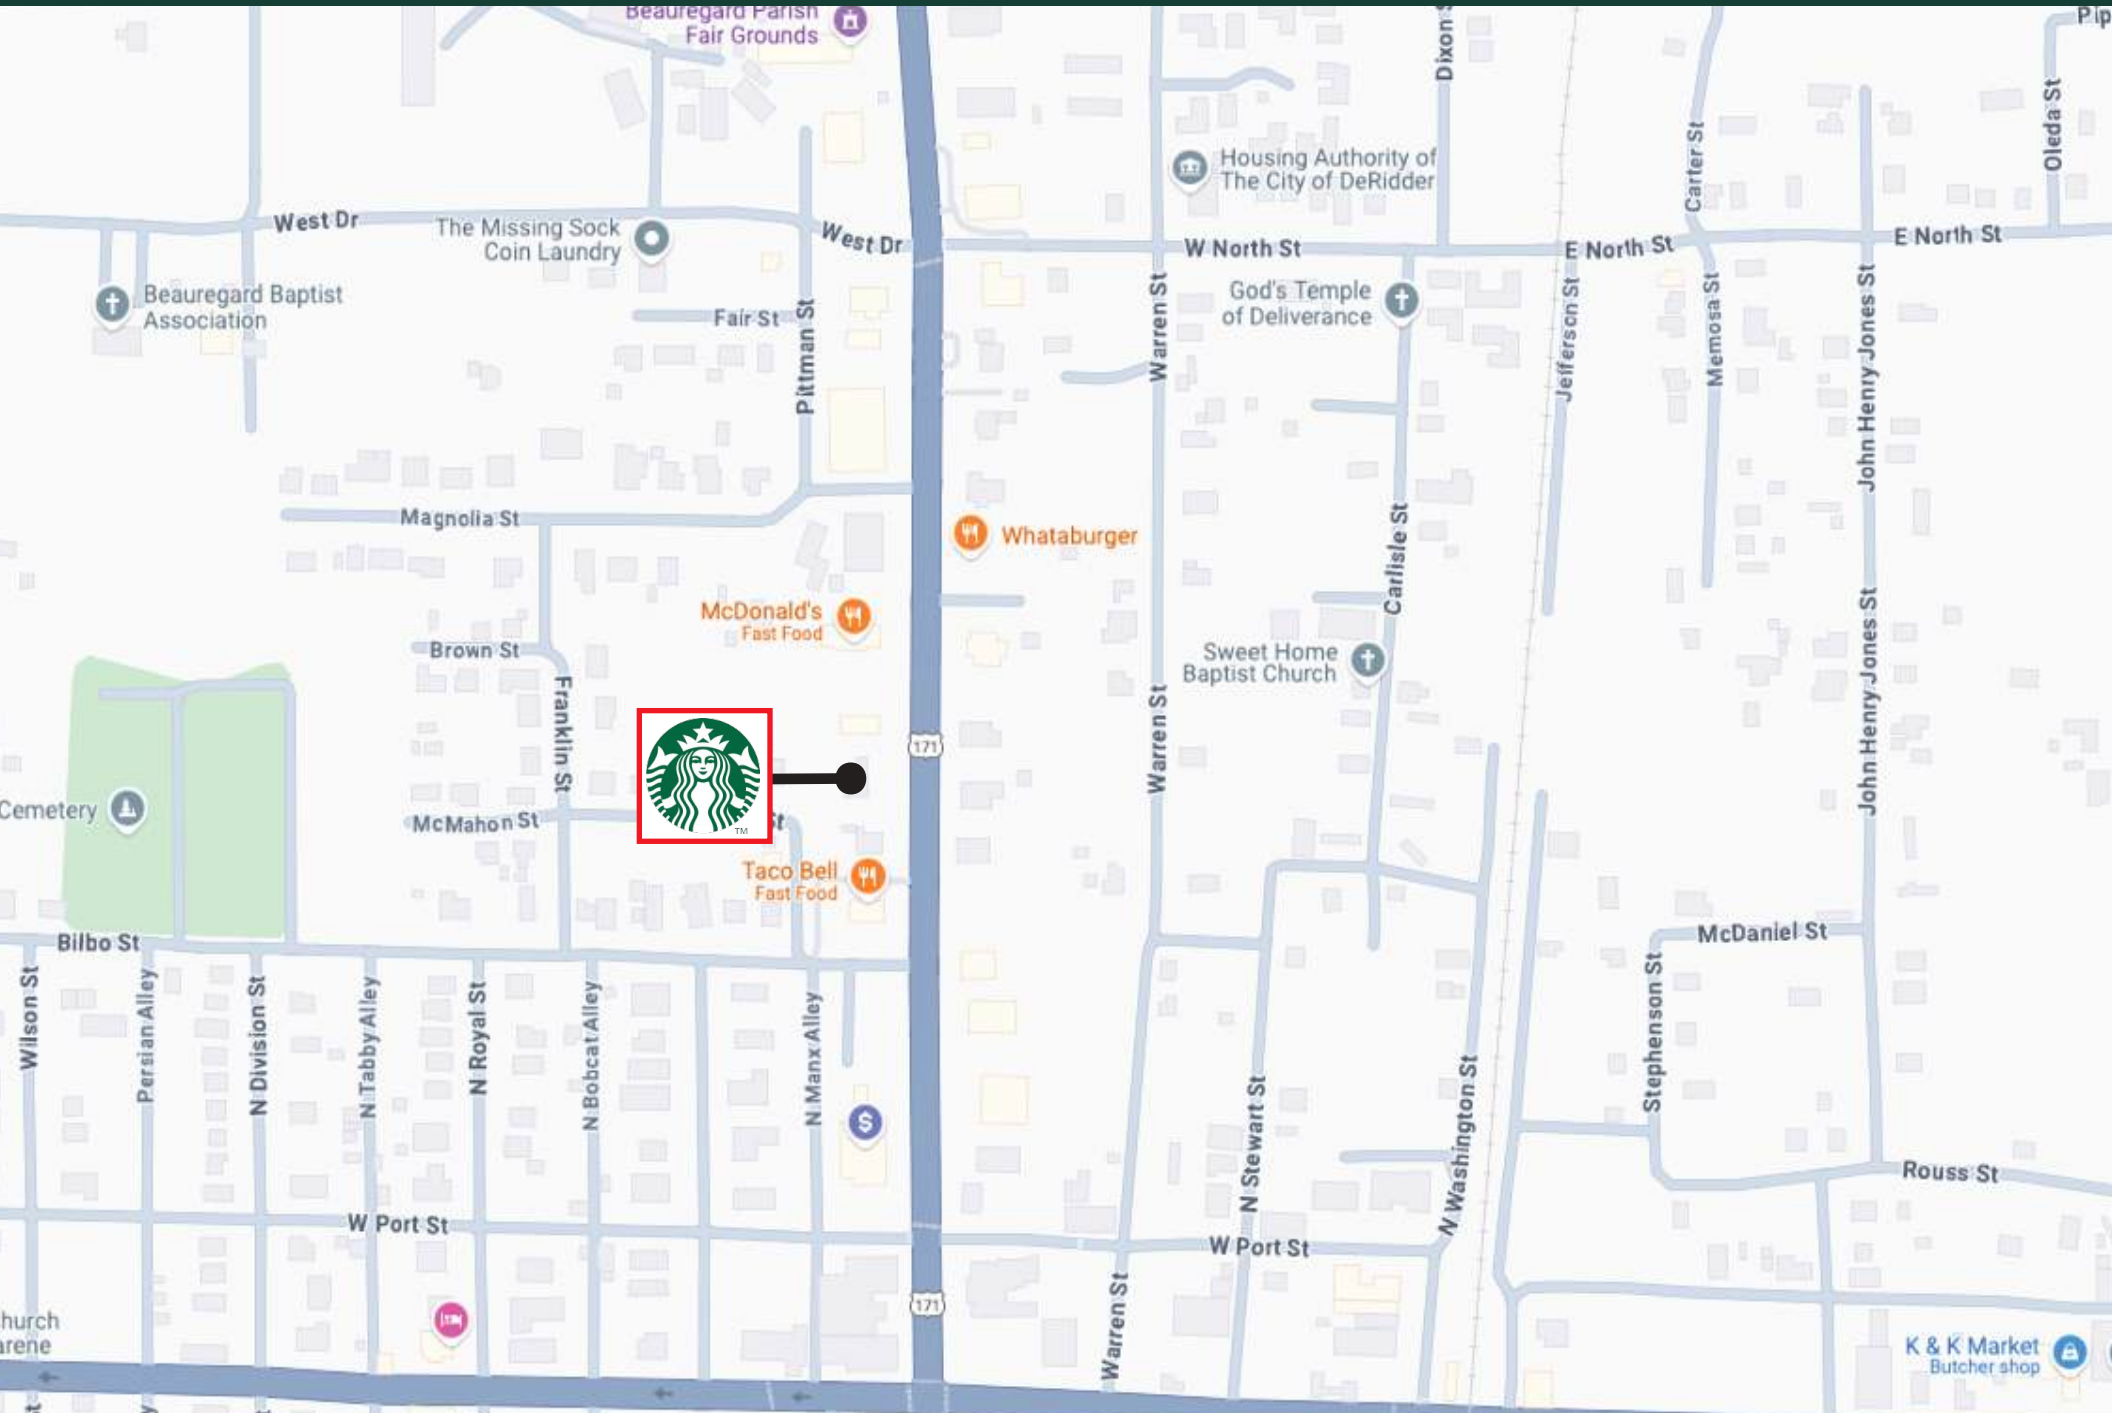 Beauregard Parish
Fair Grounds
Pip
Dixon S
Housing Authority of
The City of DeRidder
Carter St
Oleda St
West Dr
The Missing Sock
Coin Laundry
West Dr
W North St
E North St
E North St
Beauregard Baptist
Association
Fair St
Pittman St
Warren St
God's Temple
of Deliverance
Jefferson St
Memosa St
John Henry Jones St
Magnolia St
Whataburger
Carlisle St
McDonald's
Fast Food
Brown St
Franklin St
Sweet Home
Baptist Church
Warren St
John Henry Jones St
171
TM
Cemetery
McMahon St
St
Taco Bell
Fast Food
Bilbo St
McDaniel St
Wilson St
Persian Alley
N Division St
N Tabby Alley
N Royal St
N Bobcat Alley
N Manx Alley
$
N Stewart St
N Washington St
Stephenson St
Rouss St
W Port St
W Port St
171
Warren St
hurch
arene
K & K Market
Butcher shop